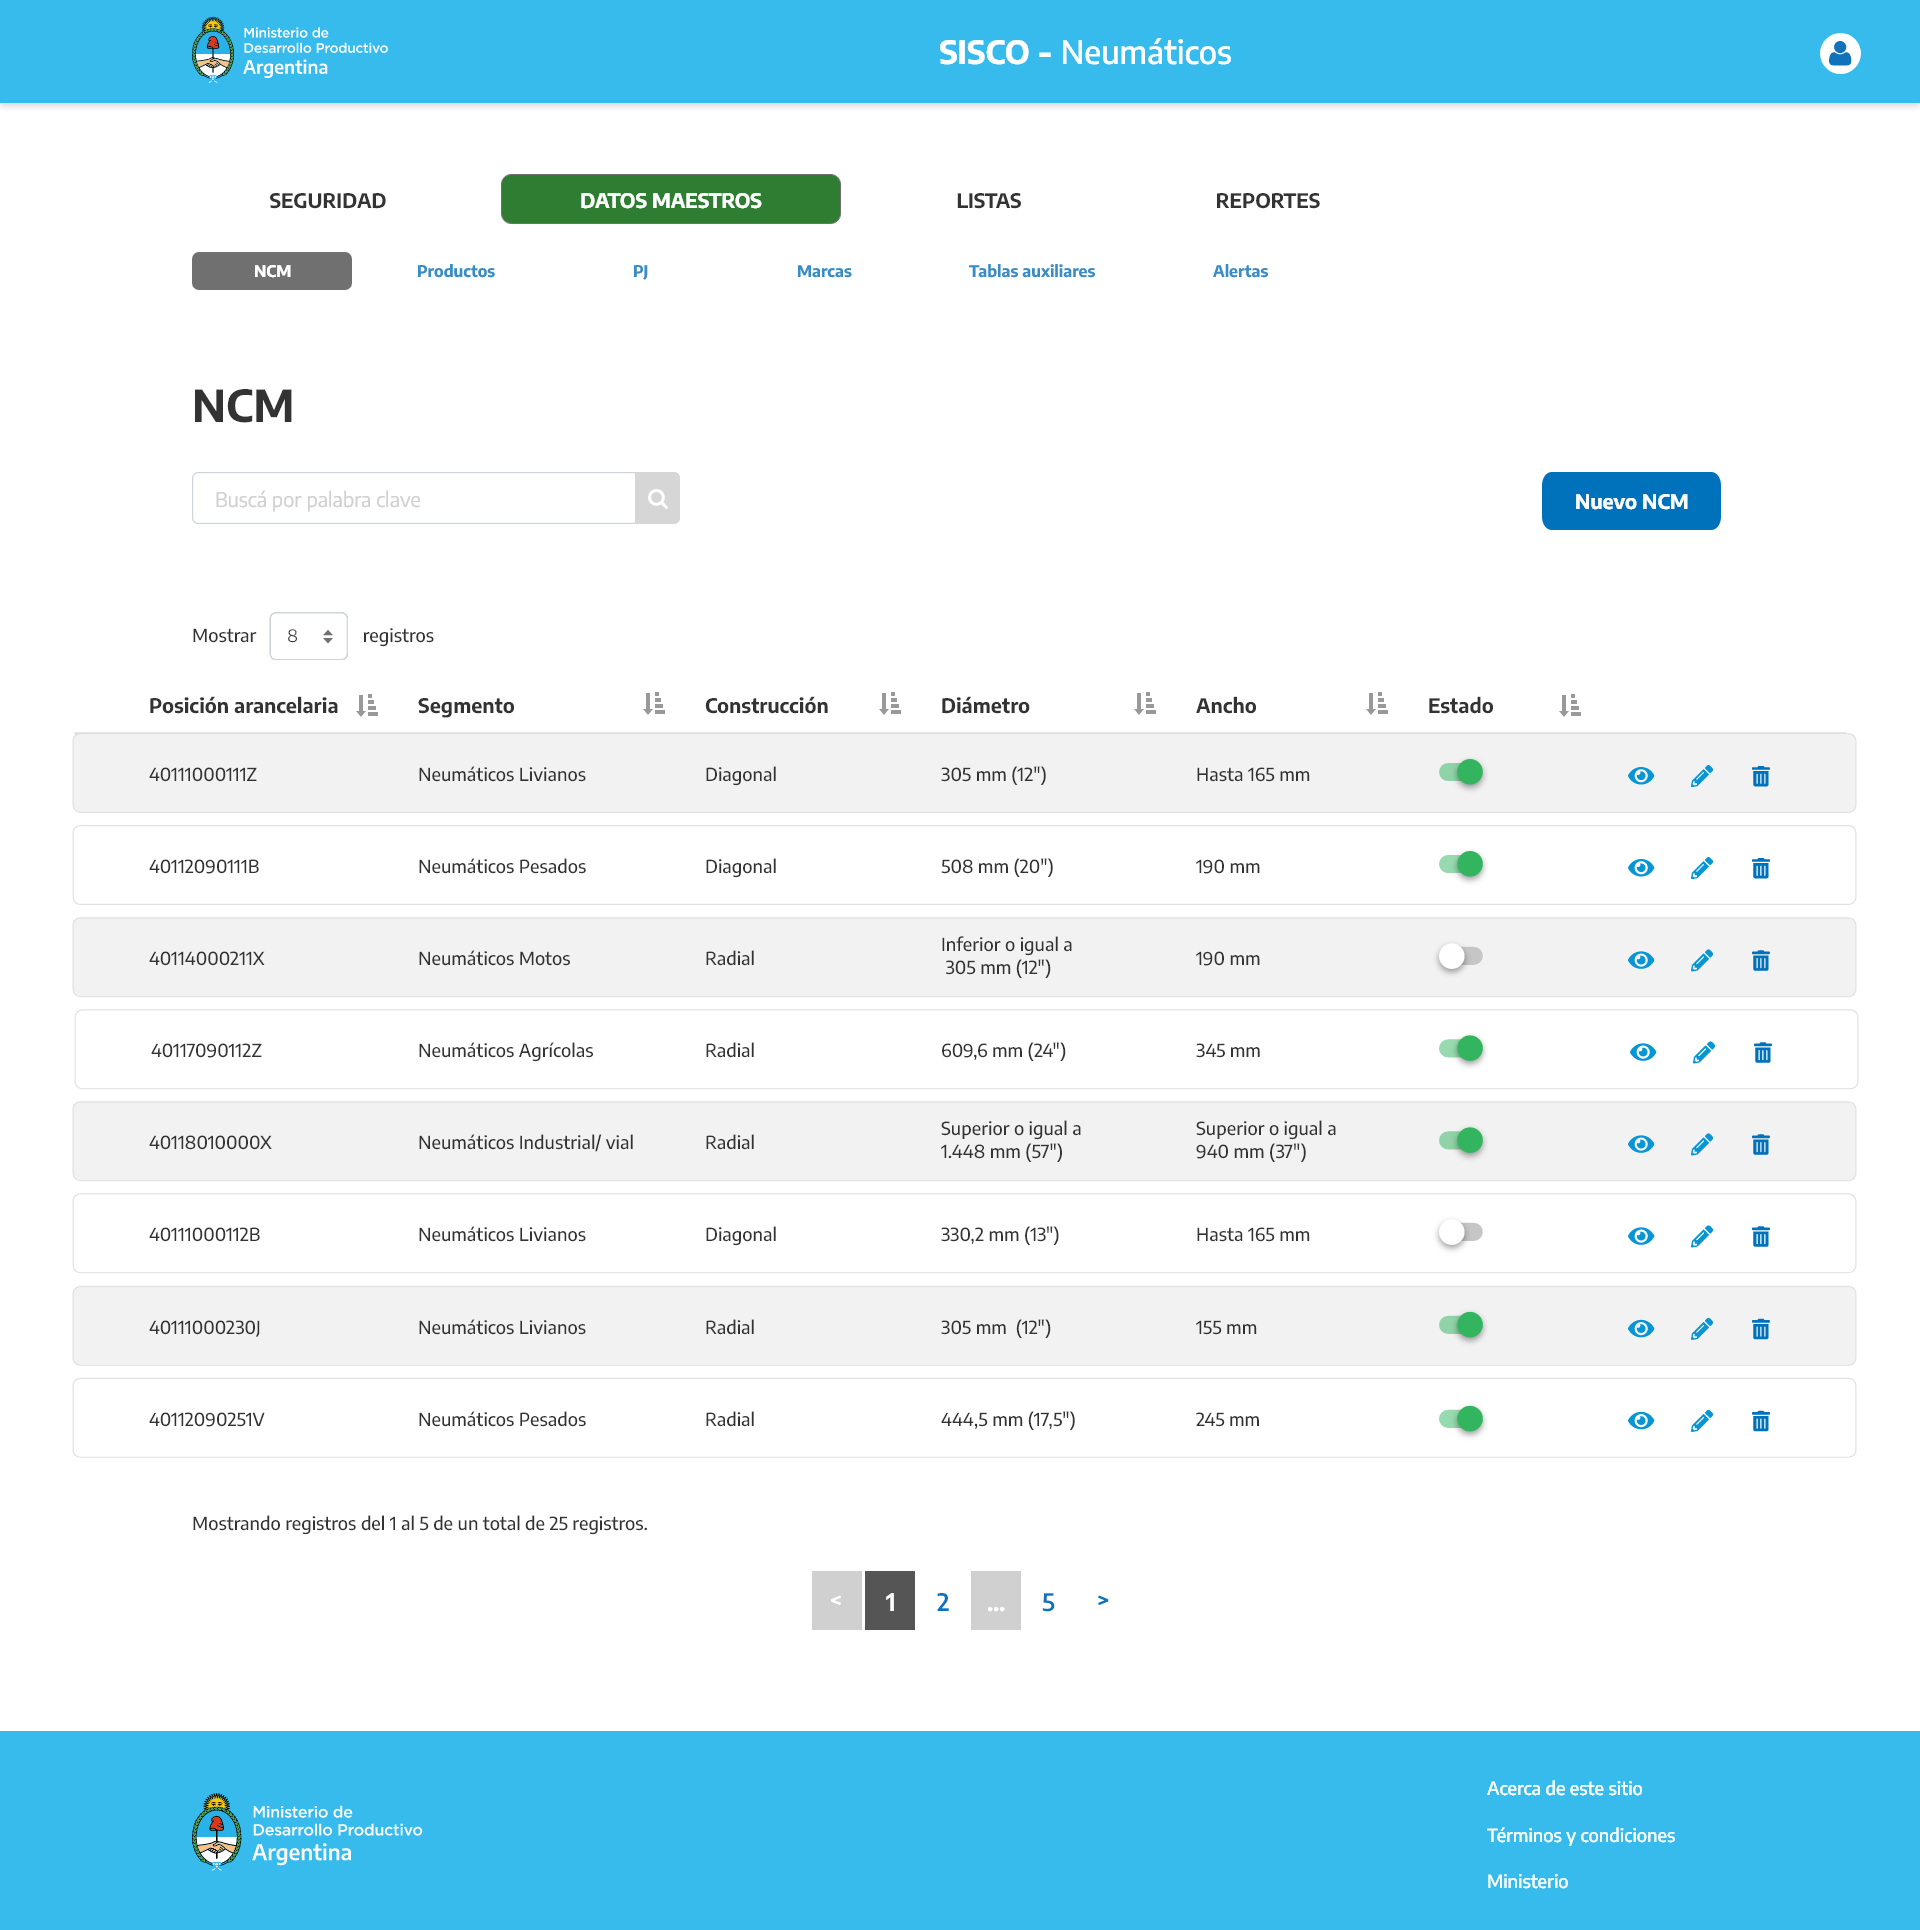 Ministerio de
Desarrollo Productivo
Argentina
SISCO - Neumáticos
SEGURIDAD DATOS MAESTROS LISTAS REPORTES
NCM Productos PJ Marcas Tablas auxiliares Alertas
NCM
Buscá por palabra clave
Nuevo NCM
Mostrar 8 registros
Posición arancelaria Segmento Construcción Diámetro Ancho Estado
40111000111Z Neumáticos Livianos Diagonal 305 mm (12") Hasta 165 mm
40112090111B Neumáticos Pesados Diagonal 508 mm (20") 190 mm
40114000211X Neumáticos Motos Radial Inferior o igual a
305 mm (12") 190 mm
40117090112Z Neumáticos Agrícolas Radial 609,6 mm (24") 345 mm
40118010000X Neumáticos Industrial/ vial Radial Superior o igual a
1.448 mm (57") Superior o igual a
940 mm (37")
40111000112B Neumáticos Livianos Diagonal 330,2 mm (13") Hasta 165 mm
40111000230J Neumáticos Livianos Radial 305 mm (12") 155 mm
40112090251V Neumáticos Pesados Radial 444,5 mm (17,5") 245 mm
Mostrando registros del 1 al 5 de un total de 25 registros.
< 1 2 ... 5 >
Ministerio de
Desarrollo Productivo
Argentina
Acerca de este sitio
Términos y condiciones
Ministerio